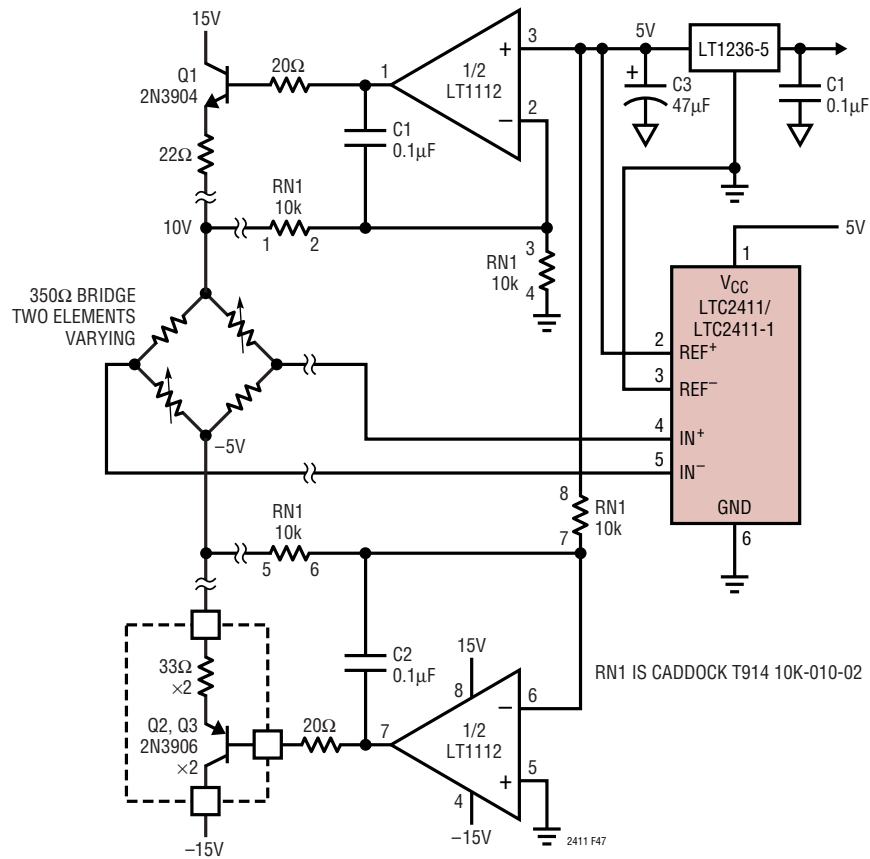 15V
Q1
2N3904
20Ω
1
1/2
LT1112
+
3
–
2
5V
LT1236-5
+
C3
47µF
C1
0.1µF
22Ω
C1
0.1µF
RN1
10k
10V
1
2
RN1
10k
3
4
350Ω BRIDGE
TWO ELEMENTS
VARYING
–5V
5V
1
VCC
LTC2411/
LTC2411-1
2
REF+
3
REF–
4
IN+
5
IN–
GND
6
8
RN1
10k
7
RN1
10k
5
6
33Ω
×2
Q2, Q3
2N3906
×2
–15V
20Ω
C2
0.1µF
7
15V
8
1/2
LT1112
–
6
+
5
4
–15V
RN1 IS CADDOCK T914 10K-010-02
2411 F47